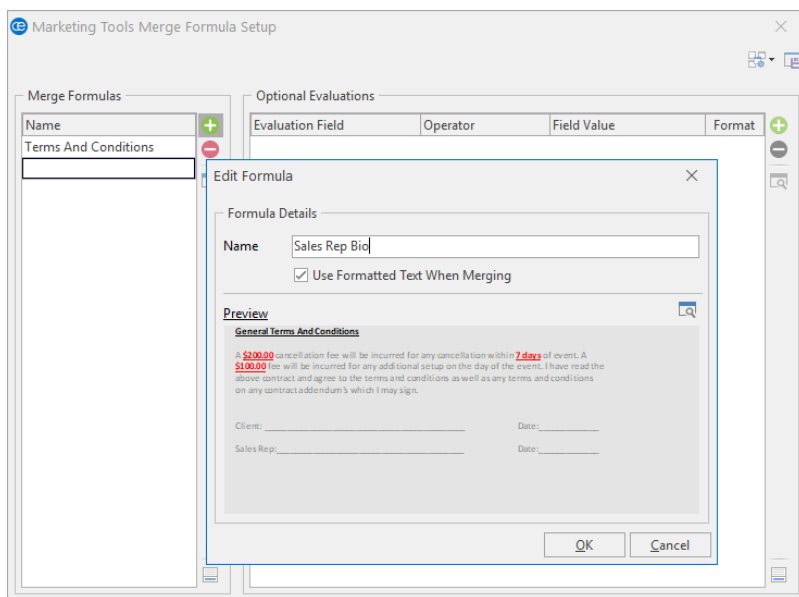 Marketing Tools Merge Formula Setup
Merge Formulas
Name
Terms And Conditions
Optional Evaluations
Evaluation Field Operator Field Value Format
Edit Formula
Formula Details
Name Sales Rep Bio
Use Formatted Text When Merging
Preview
General Terms And Conditions
A $200.00 cancellation fee will be incurred for any cancellation within 7 days of event. A
$100.00 fee will be incurred for any additional setup on the day of the event. I have read the
above contract and agree to the terms and conditions as well as any terms and conditions
on any contract addendum's which I may sign.
Client: ____________________ Date:____________
Sales Rep:____________________ Date:____________
OK Cancel